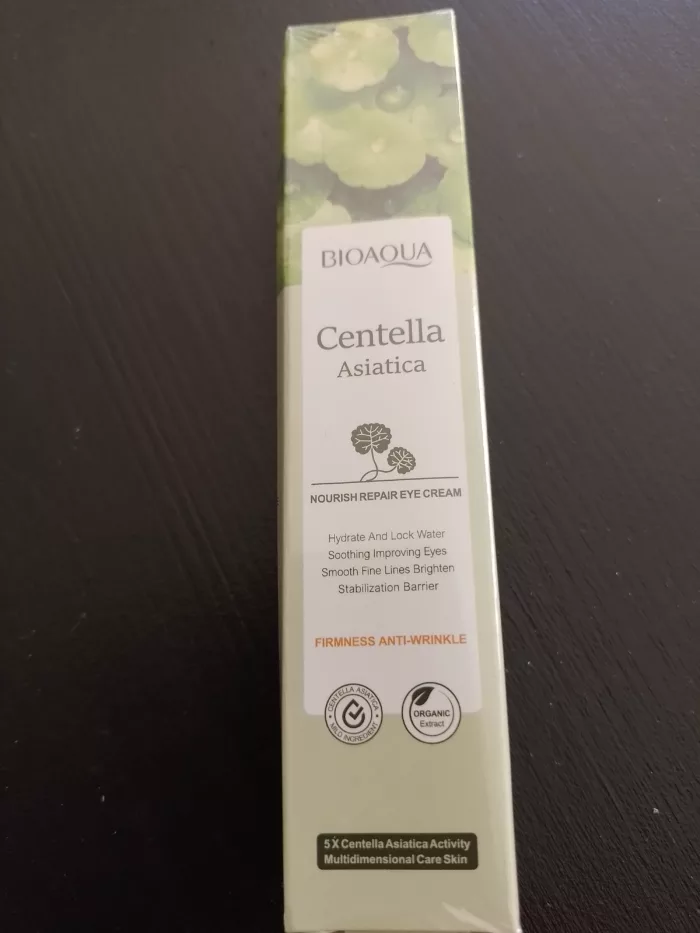 BIOAQUA
Centella
Asiatica
NOURISH REPAIR EYE CREAM
Hydrate And Lock Water
Soothing Improving Eyes
Smooth Fine Lines Brighten
Stabilization Barrier
FIRMNESS ANTI-WRINKLE
CENTELLA ASIATICA
MILD INGREDIENT
ORGANIC
Extract
5X Centella Asiatica Activity
Multidimensional Care Skin